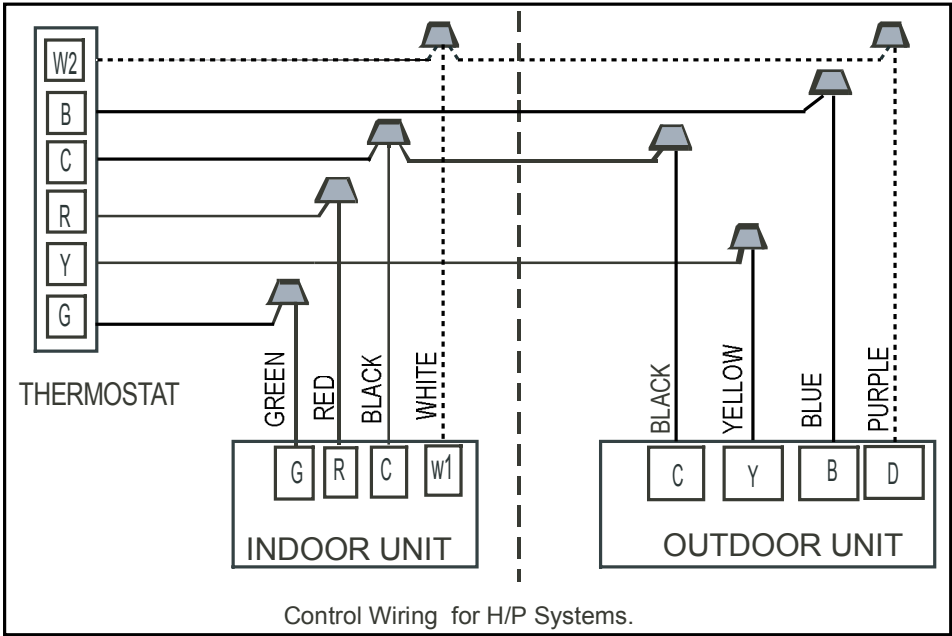 W2
B
C
R
Y
G
THERMOSTAT
GREEN
RED
BLACK
WHITE
BLACK
YELLOW
BLUE
PURPLE
G R C W1
C Y B D
INDOOR UNIT
OUTDOOR UNIT
Control Wiring for H/P Systems.